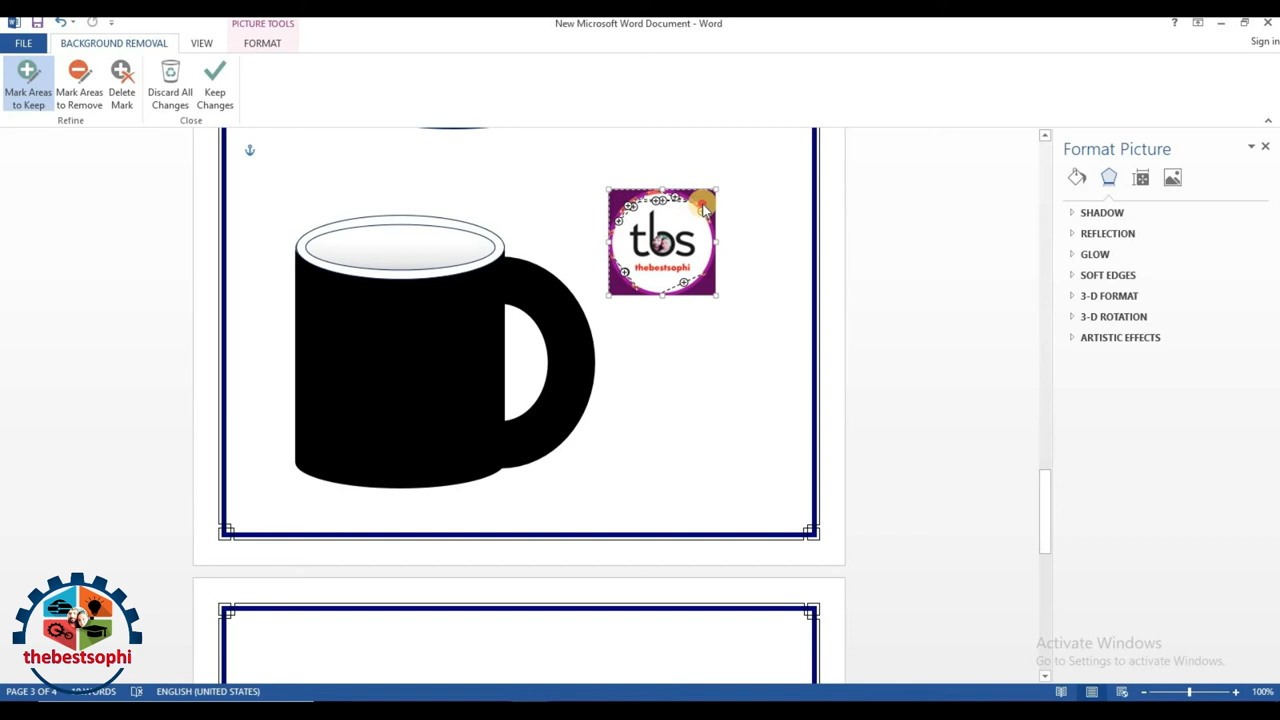 New Microsoft Word Document - Word
PICTURE TOOLS
Sign in
FILE
BACKGROUND REMOVAL
VIEW
FORMAT
Mark Areas to Keep
Mark Areas to Remove
Delete Mark
Discard All Changes
Keep Changes
Refine
Close
Format Picture
SHADOW
REFLECTION
GLOW
SOFT EDGES
3-D FORMAT
3-D ROTATION
ARTISTIC EFFECTS
tbs
thebestsophi
thebestsophi
Activate Windows
Go to Settings to activate Windows.
PAGE 3 OF 4
WORDS
ENGLISH (UNITED STATES)
100%